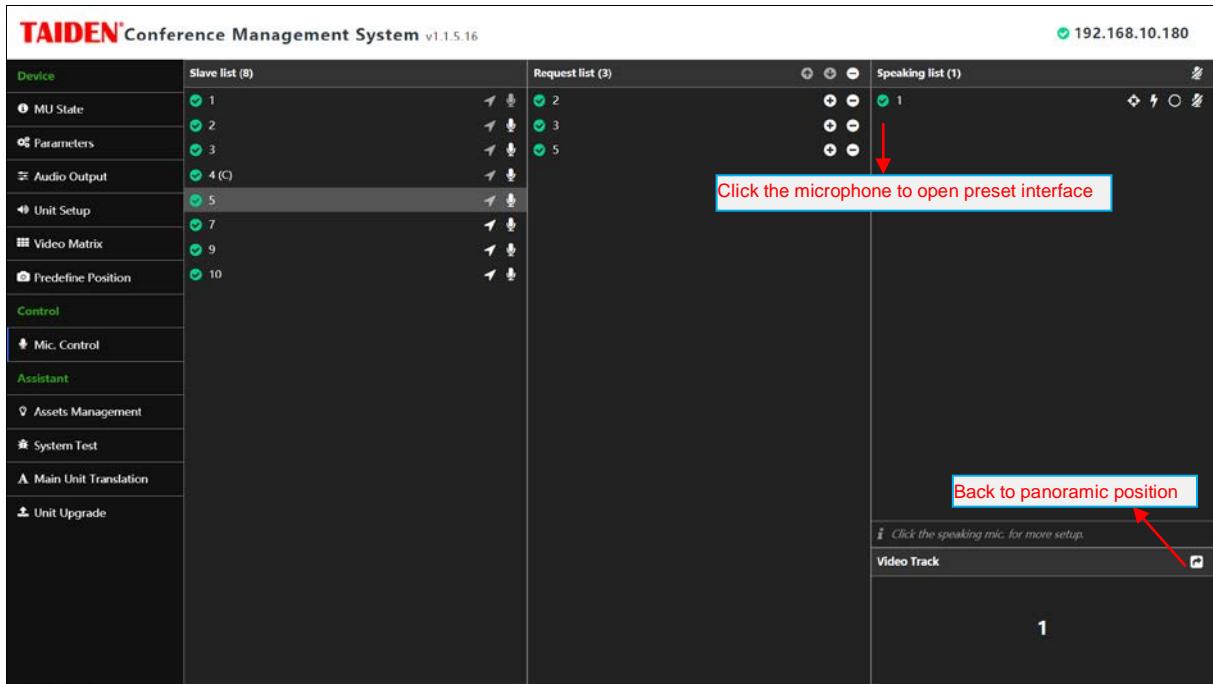 TAIDEN® Conference Management System v1.1.5.16
192.168.10.180
Device
MU State
Parameters
Audio Output
Unit Setup
Video Matrix
Predefine Position
Control
Mic. Control
Assistant
Assets Management
System Test
Main Unit Translation
Unit Upgrade
Slave list (8)
1
2
3
4 (C)
5
7
9
10
Request list (3)
2
3
5
Speaking list (1)
1
Click the microphone to open preset interface
Back to panoramic position
Click the speaking mic. for more setup.
Video Track
1